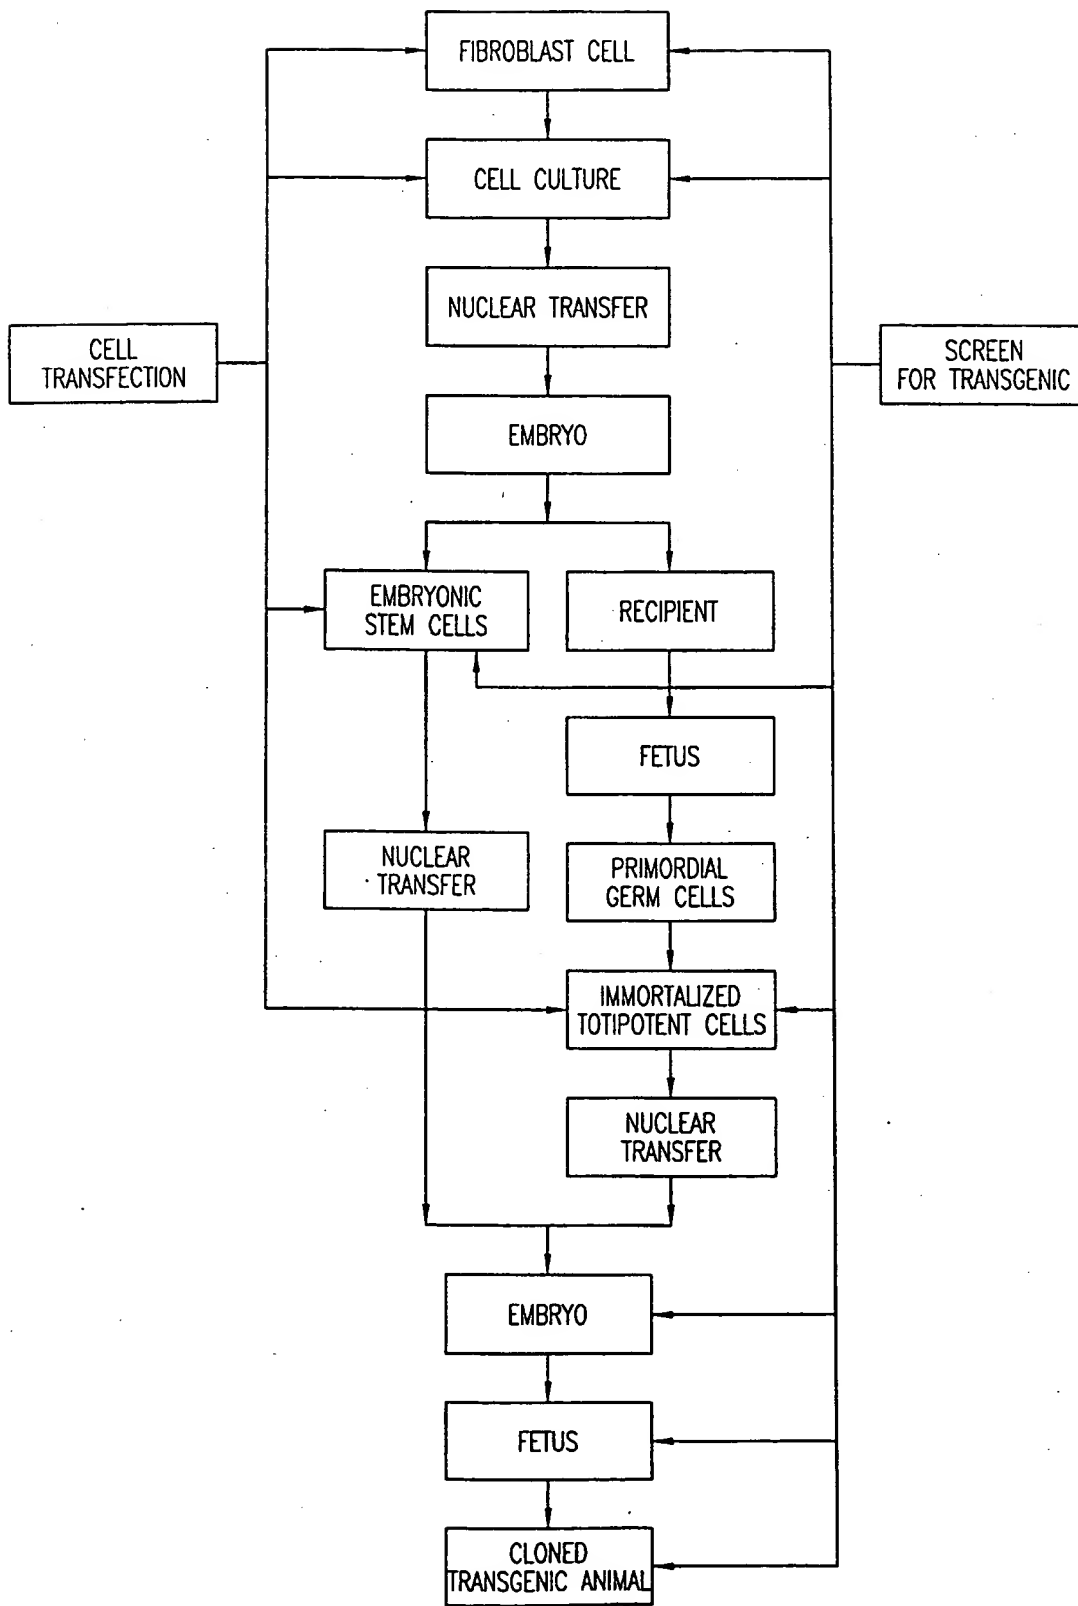 FIBROBLAST CELL
CELL CULTURE
NUCLEAR TRANSFER
CELL
TRANSFECTION
SCREEN
FOR TRANSGENIC
EMBRYO
EMBRYONIC
STEM CELLS
RECIPIENT
FETUS
NUCLEAR
TRANSFER
PRIMORDIAL
GERM CELLS
IMMORTALIZED
TOTIPOTENT CELLS
NUCLEAR
TRANSFER
EMBRYO
FETUS
CLONED
TRANSGENIC ANIMAL